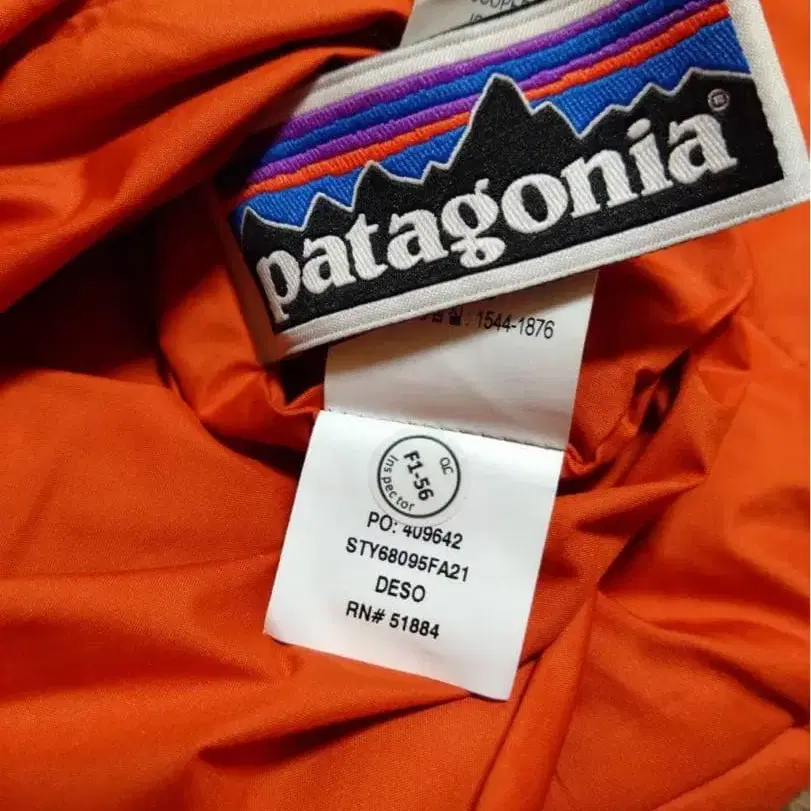 patagonia®
: 1544-1876
QC
F1-56
Inspector
PO: 409642
STY68095FA21
DESO
RN# 51884